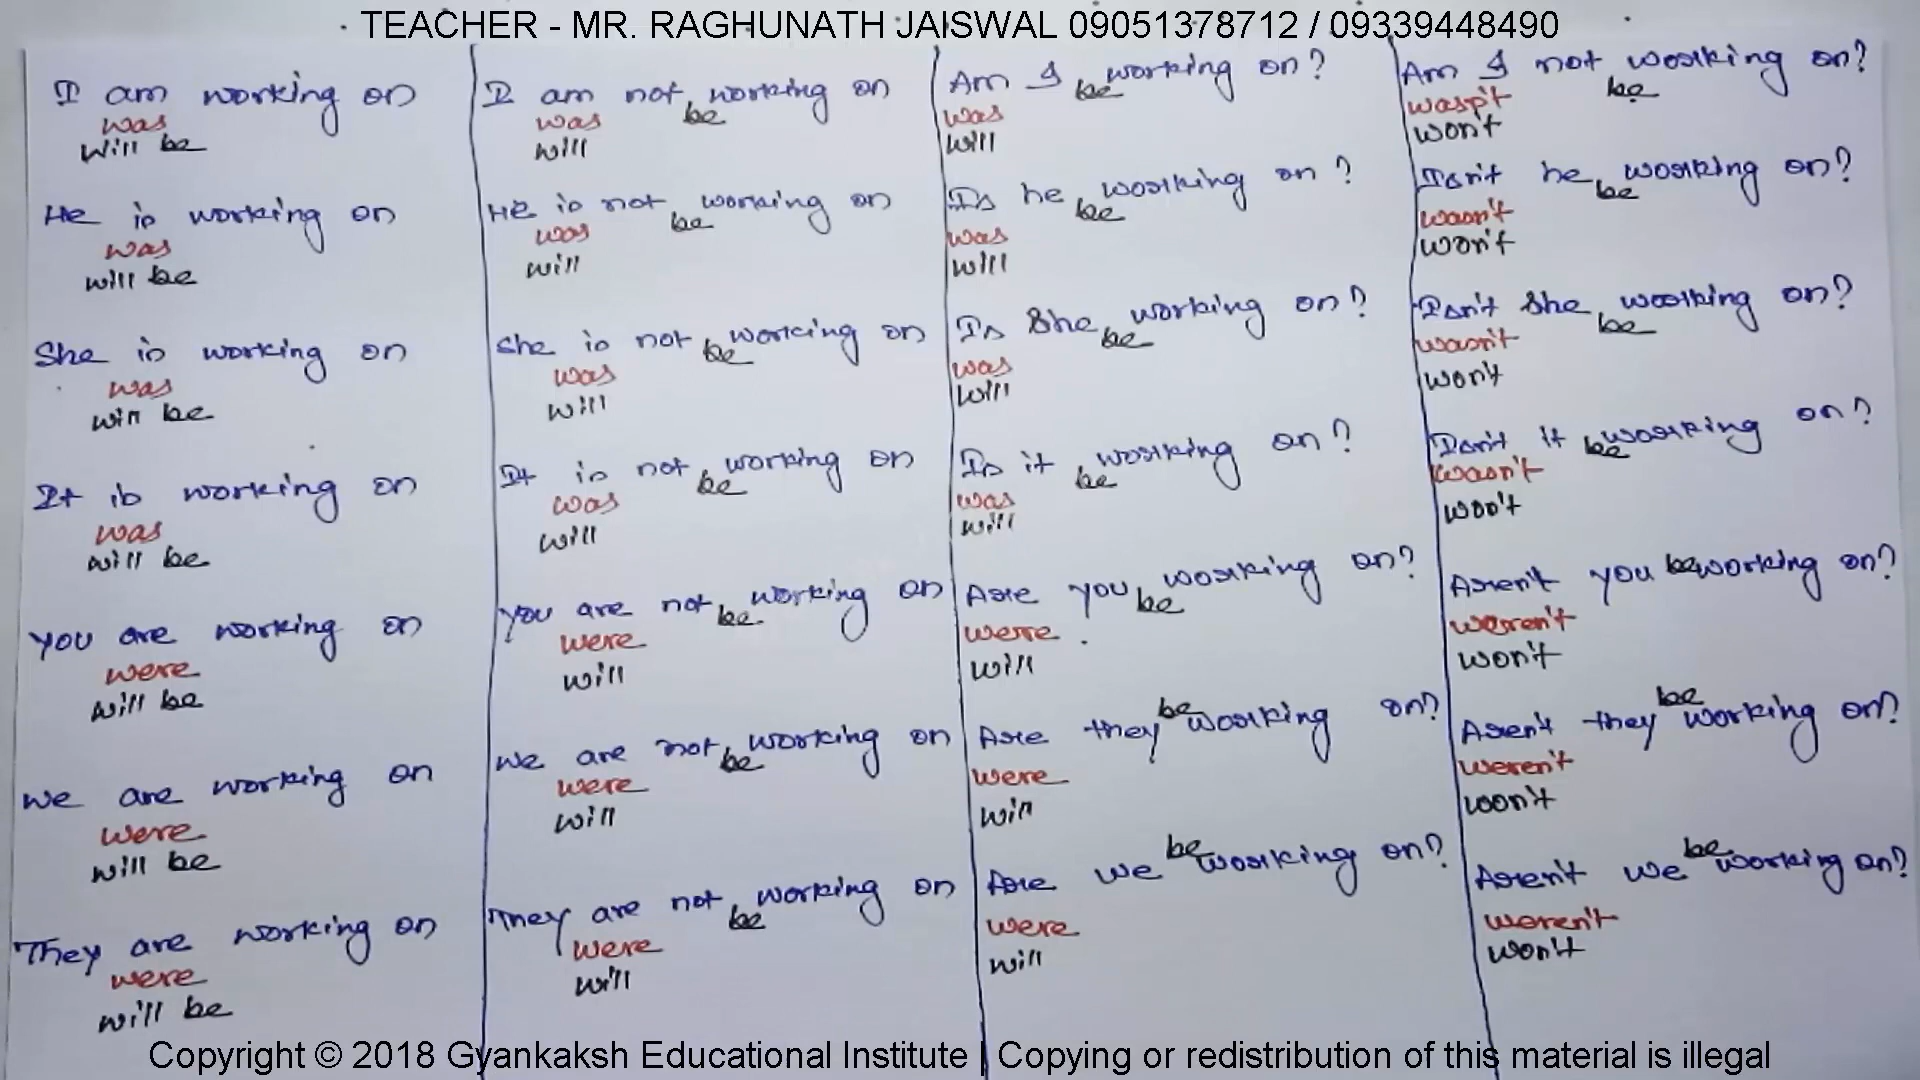 TEACHER - MR. RAGHUNATH JAISWAL 09051378712 / 09339448490
I am working on
was
will be
He is working on
was
will be
She is working on
was
will be
It is working on
was
will be
you are working on
were
will be
we are working on
were
will be
They are working on
were
will be
I am not be working on
was
will
He is not be working on
was
will
She is not be working on
was
will
It is not be working on
was
will
you are not be working on
were
will
we are not be working on
were
will
They are not be working on
were
will
Am I be working on?
was
will
Is he be working on?
was
will
Is She be working on?
was
will
Is it be working on?
was
will
Are you be working on?
were
will
Are they be working on?
were
will
Are we be working on?
were
will
Am I not be working on?
wasn't
won't
Isn't he be working on?
wasn't
won't
Isn't she be working on?
wasn't
won't
Isn't it be working on?
wasn't
won't
Aren't you be working on?
weren't
won't
Aren't they be working on?
weren't
won't
Aren't we be working on?
weren't
won't
Copyright © 2018 Gyankaksh Educational Institute | Copying or redistribution of this material is illegal